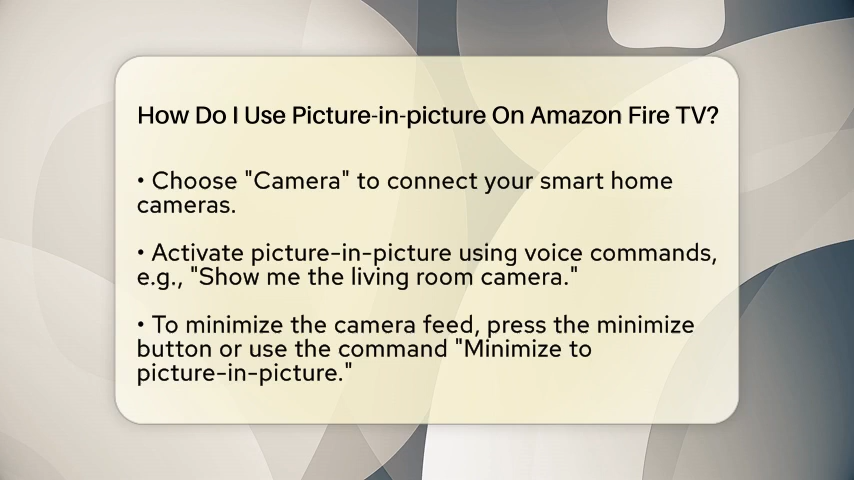 How Do I Use Picture-in-picture On Amazon Fire TV?
• Choose "Camera" to connect your smart home
cameras.
• Activate picture-in-picture using voice commands,
e.g., "Show me the living room camera."
• To minimize the camera feed, press the minimize
button or use the command "Minimize to
picture-in-picture."